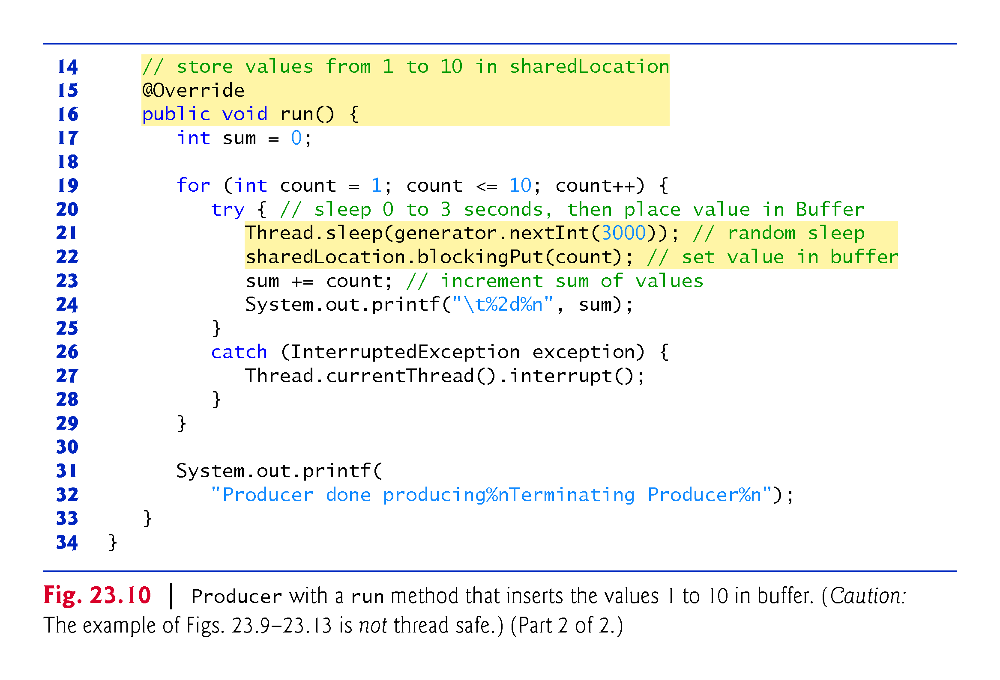 14 // store values from 1 to 10 in sharedLocation
15 @Override
16 public void run() {
17 int sum = 0;
18
19 for (int count = 1; count <= 10; count++) {
20 try { // sleep 0 to 3 seconds, then place value in Buffer
21 Thread.sleep(generator.nextInt(3000)); // random sleep
22 sharedLocation.blockingPut(count); // set value in buffer
23 sum += count; // increment sum of values
24 System.out.printf("\t%2d%n", sum);
25 }
26 catch (InterruptedException exception) {
27 Thread.currentThread().interrupt();
28 }
29 }
30
31 System.out.printf(
32 "Producer done producing%nTerminating Producer%n");
33 }
34 }
Fig. 23.10 | Producer with a run method that inserts the values 1 to 10 in buffer. (Caution:
The example of Figs. 23.9–23.13 is not thread safe.) (Part 2 of 2.)